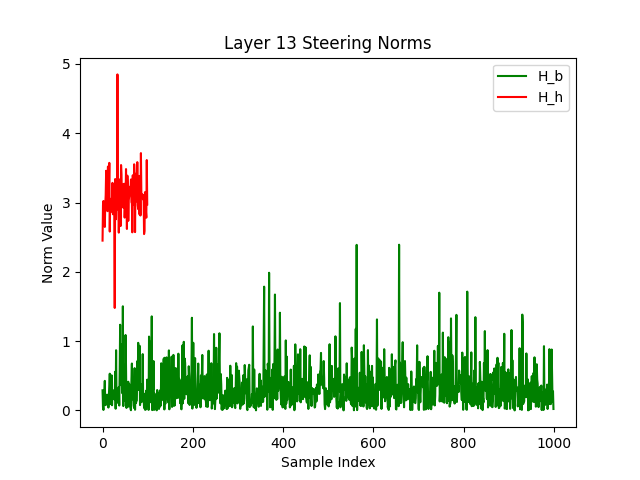 Layer 13 Steering Norms
H_b
H_h
Norm Value
5
4
3
2
1
0
0 200 400 600 800 1000
Sample Index